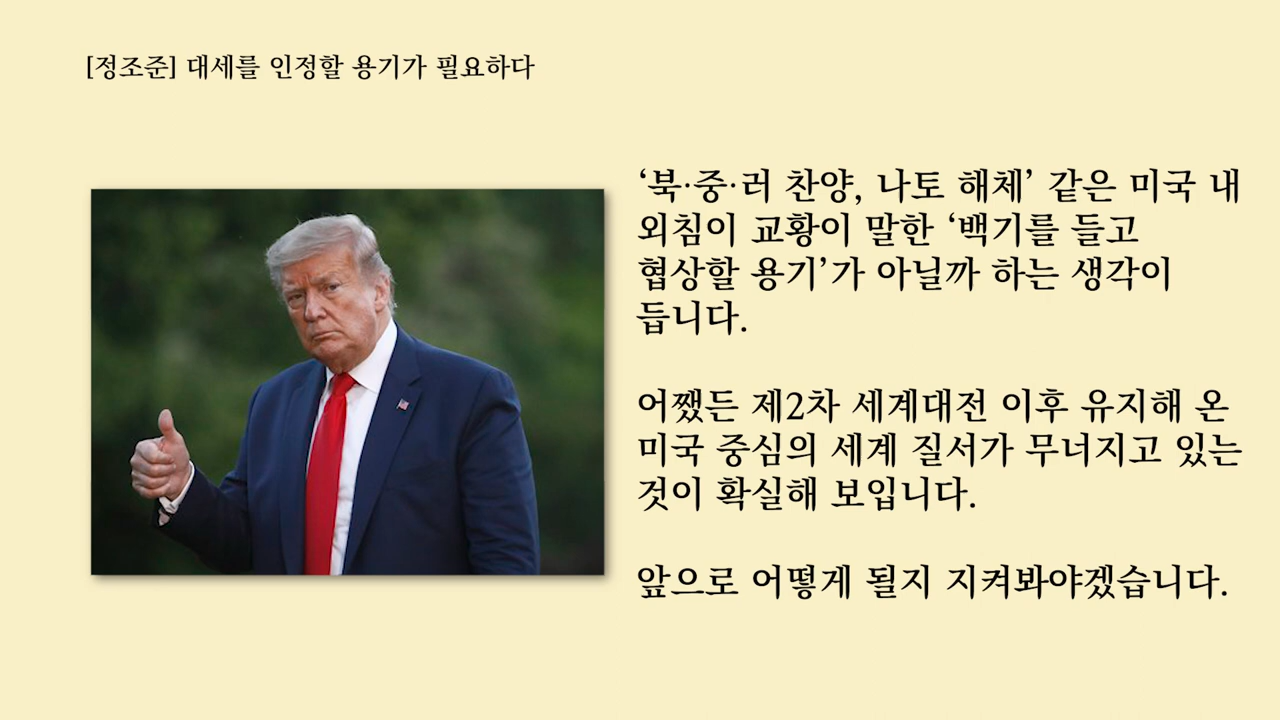 [정조준] 대세를 인정할 용기가 필요하다
‘북·중·러 찬양, 나토 해체’ 같은 미국 내
외침이 교황이 말한 ‘백기를 들고
협상할 용기’가 아닐까 하는 생각이
듭니다.
어쨌든 제2차 세계대전 이후 유지해 온
미국 중심의 세계 질서가 무너지고 있는
것이 확실해 보입니다.
앞으로 어떻게 될지 지켜봐야겠습니다.